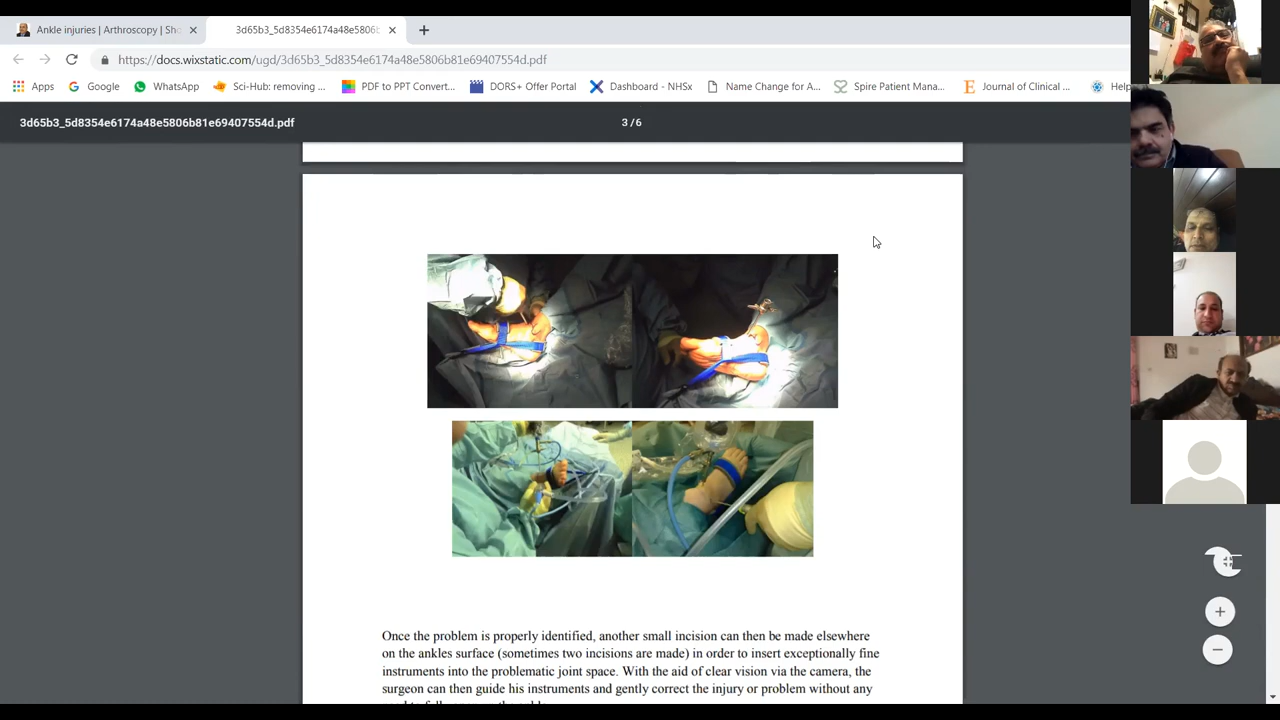 Ankle injuries | Arthroscopy | Sho
3d65b3_5d8354e6174a48e5806b
https://docs.wixstatic.com/ugd/3d65b3_5d8354e6174a48e5806b81e69407554d.pdf
Apps Google WhatsApp Sci-Hub: removing ... PDF to PPT Convert... DORS+ Offer Portal Dashboard - NHSx Name Change for A... Spire Patient Mana... Journal of Clinical ... Help
3d65b3_5d8354e6174a48e5806b81e69407554d.pdf 3 / 6
Once the problem is properly identified, another small incision can then be made elsewhere
on the ankles surface (sometimes two incisions are made) in order to insert exceptionally fine
instruments into the problematic joint space. With the aid of clear vision via the camera, the
surgeon can then guide his instruments and gently correct the injury or problem without any